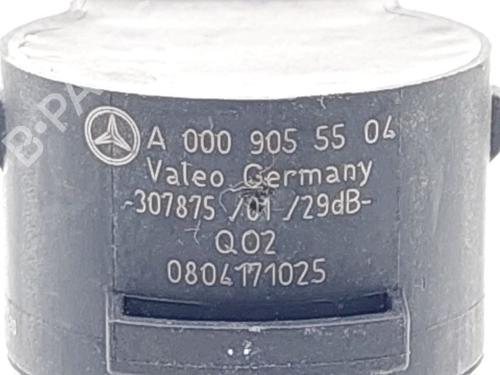 A 000 905 55 04
Valeo Germany
-307875 /01 /29dB-
Q02
0804171025
B-PA